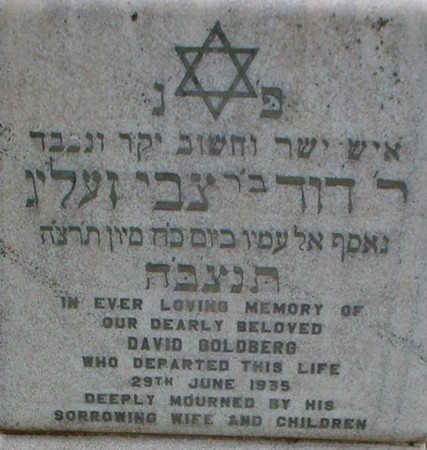 פ נ
איש ישר וחשוב יקר ונכבד
ר׳ דוד ב״ר צבי ועלין
נאסף אל עמיו ביום כח סיון תרצ״ה
תנצב״ה
IN EVER LOVING MEMORY OF
OUR DEARLY BELOVED
DAVID GOLDBERG
WHO DEPARTED THIS LIFE
29TH JUNE 1935
DEEPLY MOURNED BY HIS
SORROWING WIFE AND CHILDREN